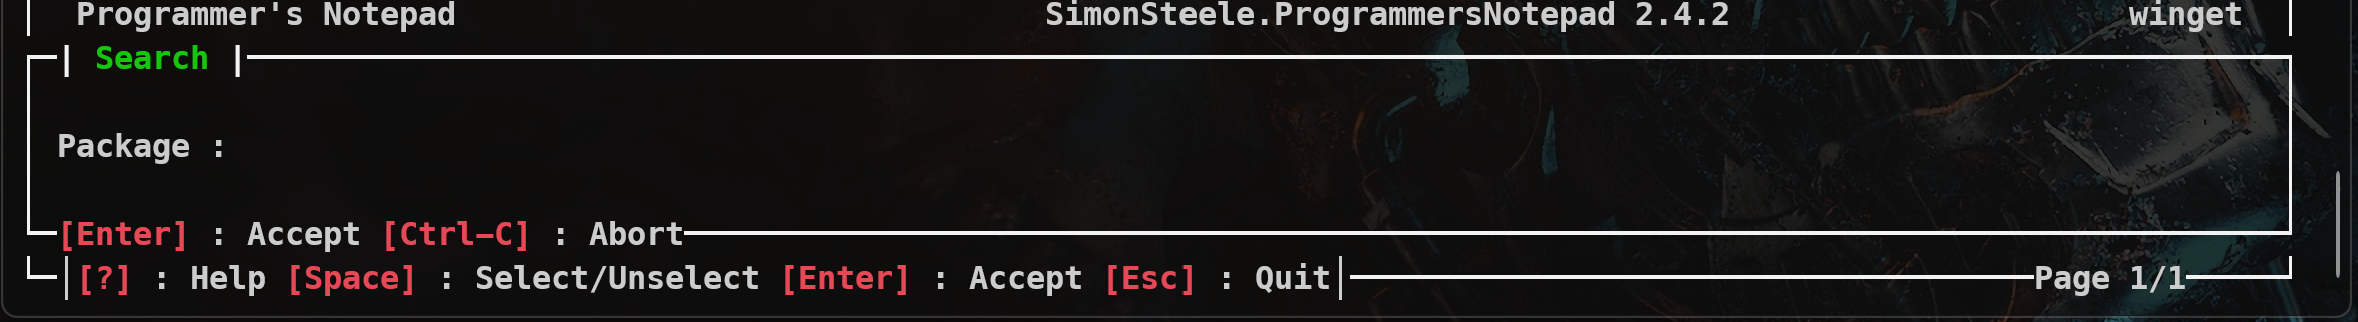 Programmer's Notepad SimonSteele.ProgrammersNotepad 2.4.2 winget
| Search |
Package :
[Enter] : Accept [Ctrl-C] : Abort
[?] : Help [Space] : Select/Unselect [Enter] : Accept [Esc] : Quit Page 1/1